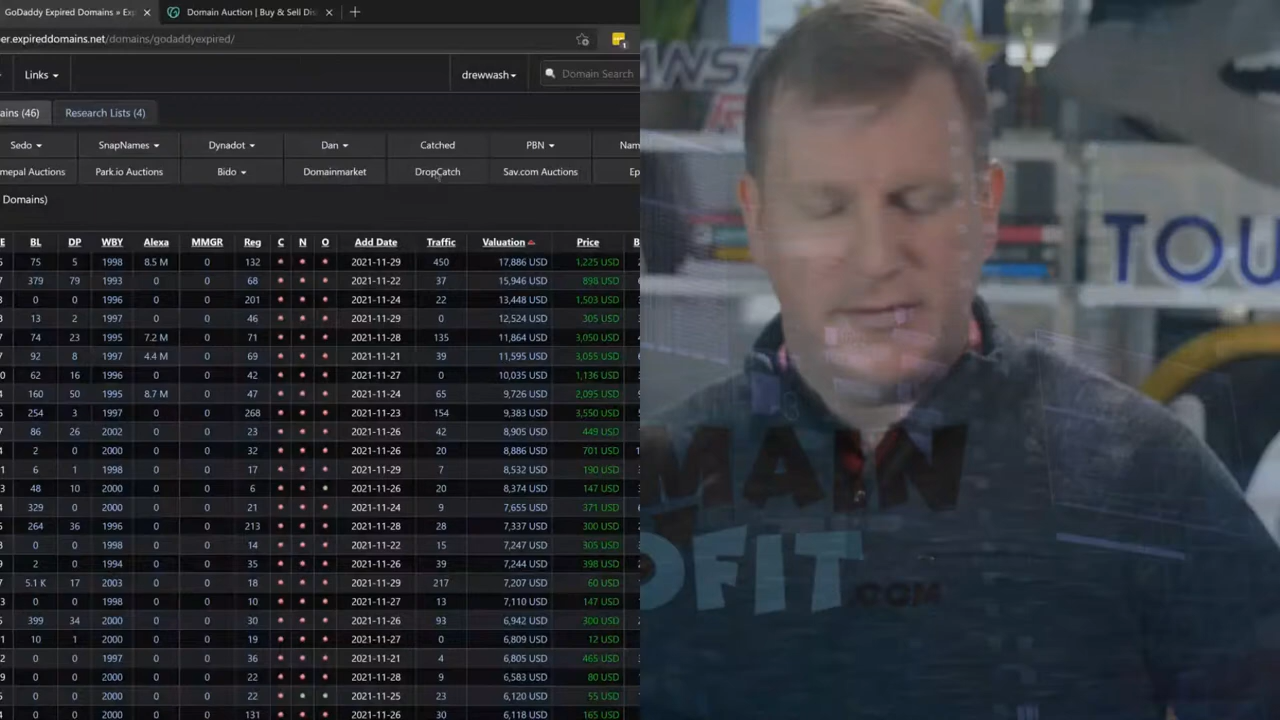 GoDaddy Expired Domains » Exp
Domain Auction | Buy & Sell Dis
er.expireddomains.net/domains/godaddyexpired/
Links
drewwash
Domain Search
ains (46)
Research Lists (4)
Sedo
SnapNames
Dynadot
Dan
Catched
PBN
Nam
mepal Auctions
Park.io Auctions
Bido
Domainmarket
DropCatch
Sav.com Auctions
Ep
Domains)
E BL DP WBY Alexa MMGR Reg C N O Add Date Traffic Valuation Price B
75 5 1998 8.5 M 0 132 2021-11-29 450 17,886 USD 1,225 USD
379 79 1993 0 0 68 2021-11-22 37 15,946 USD 898 USD
0 0 1996 0 0 201 2021-11-24 22 13,448 USD 1,503 USD
13 2 1997 0 0 46 2021-11-29 0 12,524 USD 305 USD
74 23 1995 7.2 M 0 71 2021-11-28 135 11,864 USD 3,050 USD
92 8 1997 4.4 M 0 69 2021-11-21 39 11,595 USD 3,055 USD
62 16 1996 0 0 42 2021-11-27 0 10,035 USD 1,136 USD
160 50 1995 8.7 M 0 47 2021-11-24 65 9,726 USD 2,095 USD
254 3 1997 0 0 268 2021-11-23 154 9,383 USD 3,550 USD
86 26 2002 0 0 23 2021-11-26 42 8,905 USD 449 USD
2 0 2000 0 0 32 2021-11-26 20 8,886 USD 701 USD
6 1 1998 0 0 17 2021-11-29 7 8,532 USD 190 USD
48 10 2000 0 0 6 2021-11-26 20 8,374 USD 147 USD
329 0 2000 0 0 21 2021-11-24 9 7,655 USD 371 USD
264 36 1996 0 0 213 2021-11-28 28 7,337 USD 300 USD
0 0 1998 0 0 14 2021-11-22 15 7,247 USD 305 USD
2 0 1994 0 0 35 2021-11-26 39 7,244 USD 398 USD
5.1 K 17 2003 0 0 18 2021-11-29 217 7,207 USD 60 USD
0 0 1998 0 0 10 2021-11-27 13 7,110 USD 147 USD
399 34 2000 0 0 30 2021-11-26 93 6,942 USD 300 USD
10 1 2000 0 0 19 2021-11-27 0 6,809 USD 12 USD
0 0 1997 0 0 36 2021-11-21 4 6,805 USD 465 USD
0 0 2000 0 0 22 2021-11-28 9 6,583 USD 80 USD
0 0 2000 0 0 22 2021-11-25 23 6,120 USD 55 USD
0 0 2000 0 0 131 2021-11-26 30 6,118 USD 165 USD
ANSI
TOU
MAIN
OFIT
.COM